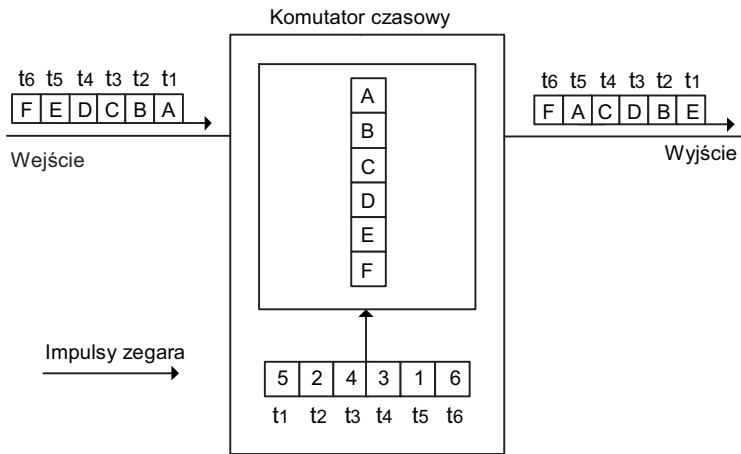 Komutator czasowy
t6 t5 t4 t3 t2 t1
F E D C B A
Wejście
A
B
C
D
E
F
t6 t5 t4 t3 t2 t1
F A C D B E
Wyjście
Impulsy zegara
5 2 4 3 1 6
t1 t2 t3 t4 t5 t6